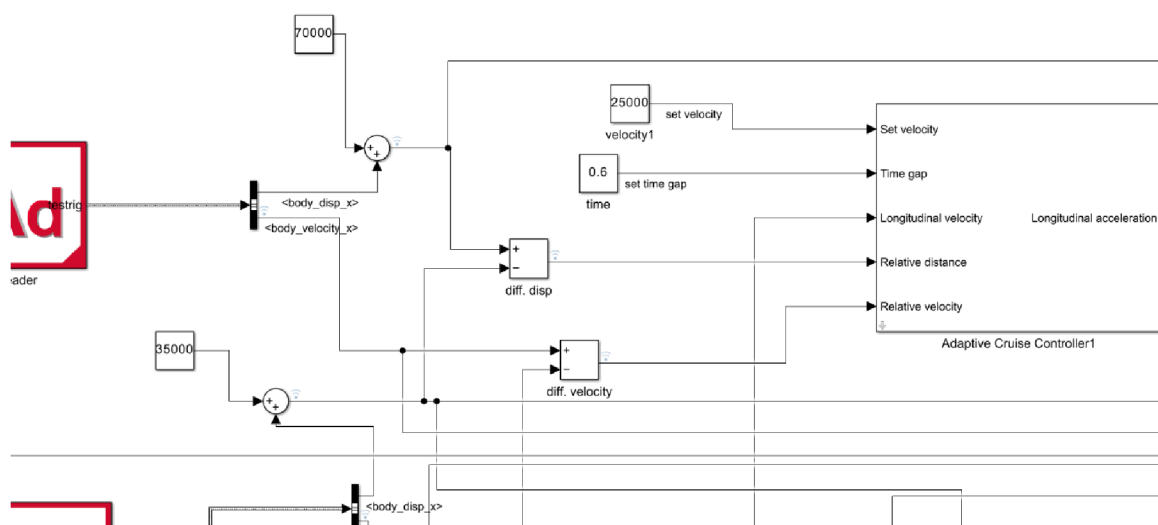 70000
25000
set velocity
velocity1
Set velocity
0.6
set time gap
time
Time gap
Ad
testrig
<body_disp_x>
<body_velocity_x>
Longitudinal velocity
Longitudinal acceleration
+
+
+
−
diff. disp
Relative distance
eader
Relative velocity
35000
Adaptive Cruise Controller1
+
−
diff. velocity
+
+
<body_disp_x>